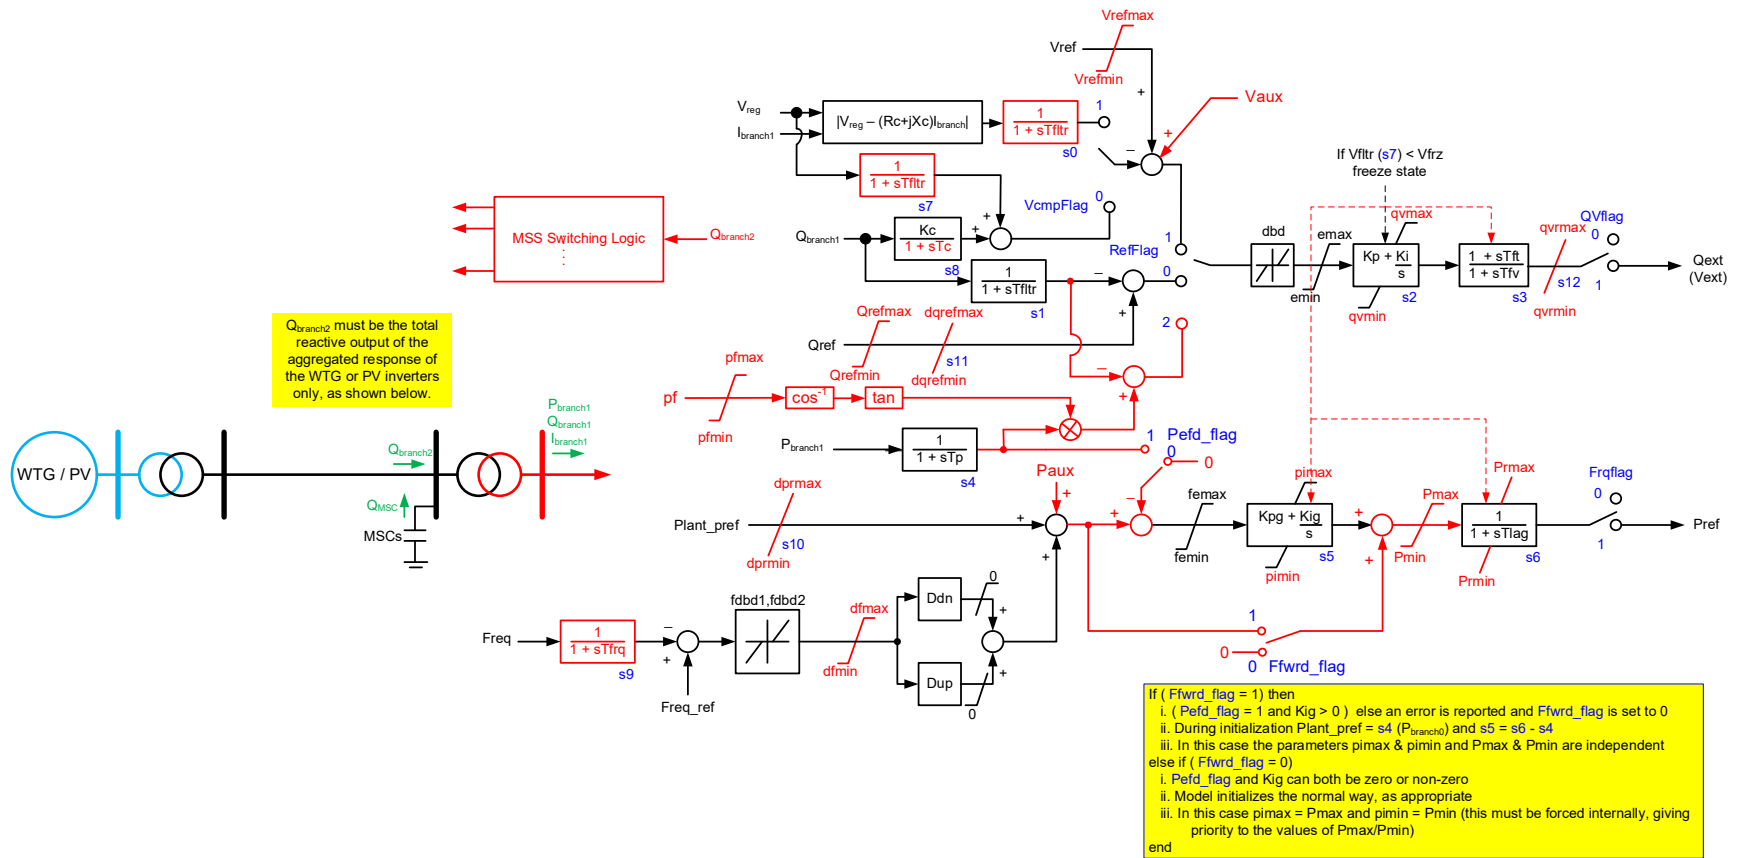 Vrefmax
Vref
Vrefmin
Vaux
+
+
−
Vreg
Ibranch1
|Vreg – (Rc+jXc)Ibranch|
1
1 + sTfltr
s0
1
1
1 + sTfltr
s7
VcmpFlag
0
+
+
Qbranch1
Kc
1 + sTc
s8
1
1 + sTfltr
s1
RefFlag
1
0
2
−
+
If Vfltr (s7) < Vfrz
freeze state
dbd
emax
emin
qvmax
Kp + Ki
s
s2
qvmin
1 + sTft
1 + sTfv
s3
qvrmax
s12
qvrmin
QVflag
0
1
Qext
(Vext)
MSS Switching Logic
⋮
Qbranch2
Qbranch2 must be the total
reactive output of the
aggregated response of
the WTG or PV inverters
only, as shown below.
Qrefmax
dqrefmax
Qref
s11
Qrefmin
dqrefmin
pfmax
pf
pfmin
cos-1
tan
−
+
Pbranch1
1
1 + sTp
s4
1
Pefd_flag
0
0
WTG / PV
Qbranch2
Pbranch1
Qbranch1
Ibranch1
QMSC
MSCs
dprmax
Plant_pref
s10
dprmin
Paux
+
+
+
−
+
femax
femin
pimax
Kpg + Kig
s
s5
pimin
+
+
Pmax
Pmin
Prmax
1
1 + sTlag
s6
Prmin
Frqflag
0
1
Pref
Freq
1
1 + sTfrq
s9
−
+
Freq_ref
fdbd1,fdbd2
dfmax
dfmin
Ddn
0
+
Dup
0
+
1
0
0
Ffwrd_flag
If ( Ffwrd_flag = 1) then
i. ( Pefd_flag = 1 and Kig > 0 ) else an error is reported and Ffwrd_flag is set to 0
ii. During initialization Plant_pref = s4 (Pbranch0) and s5 = s6 - s4
iii. In this case the parameters pimax & pimin and Pmax & Pmin are independent
else if ( Ffwrd_flag = 0)
i. Pefd_flag and Kig can both be zero or non-zero
ii. Model initializes the normal way, as appropriate
iii. In this case pimax = Pmax and pimin = Pmin (this must be forced internally, giving
priority to the values of Pmax/Pmin)
end